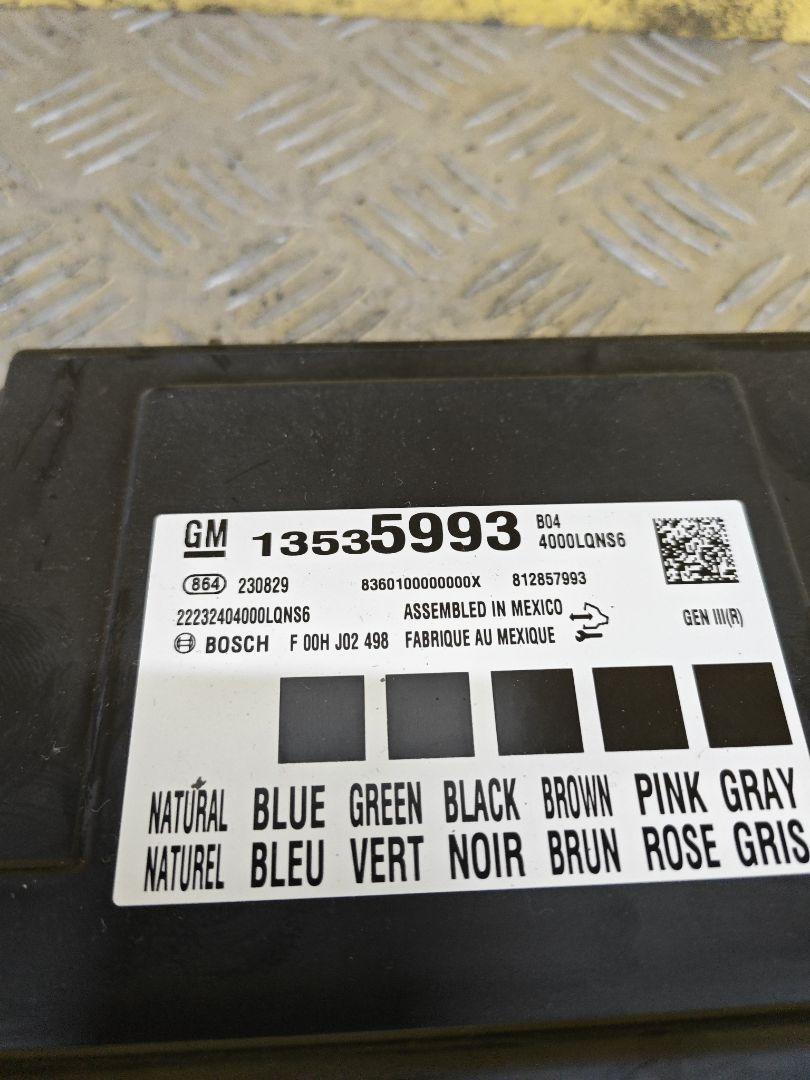 GM 13535993 B04
4000LQNS6
864 230829 8360100000000X 812857993
22232404000LQNS6 ASSEMBLED IN MEXICO GEN III(R)
BOSCH F 00H J02 498 FABRIQUE AU MEXIQUE
NATURAL BLUE GREEN BLACK BROWN PINK GRAY
NATUREL BLEU VERT NOIR BRUN ROSE GRIS